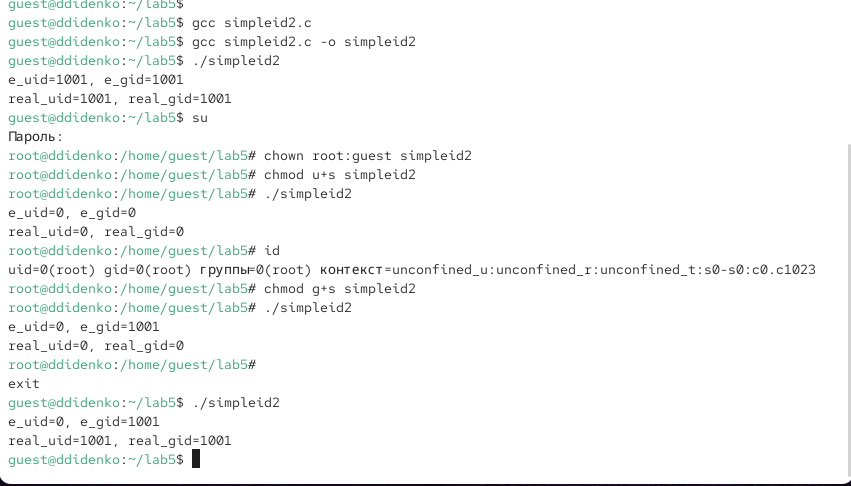 guest@ddidenko:~/lab5$
guest@ddidenko:~/lab5$ gcc simpleid2.c
guest@ddidenko:~/lab5$ gcc simpleid2.c -o simpleid2
guest@ddidenko:~/lab5$ ./simpleid2
e_uid=1001, e_gid=1001
real_uid=1001, real_gid=1001
guest@ddidenko:~/lab5$ su
Пароль:
root@ddidenko:/home/guest/lab5# chown root:guest simpleid2
root@ddidenko:/home/guest/lab5# chmod u+s simpleid2
root@ddidenko:/home/guest/lab5# ./simpleid2
e_uid=0, e_gid=0
real_uid=0, real_gid=0
root@ddidenko:/home/guest/lab5# id
uid=0(root) gid=0(root) группы=0(root) контекст=unconfined_u:unconfined_r:unconfined_t:s0-s0:c0.c1023
root@ddidenko:/home/guest/lab5# chmod g+s simpleid2
root@ddidenko:/home/guest/lab5# ./simpleid2
e_uid=0, e_gid=1001
real_uid=0, real_gid=0
root@ddidenko:/home/guest/lab5#
exit
guest@ddidenko:~/lab5$ ./simpleid2
e_uid=0, e_gid=1001
real_uid=1001, real_gid=1001
guest@ddidenko:~/lab5$